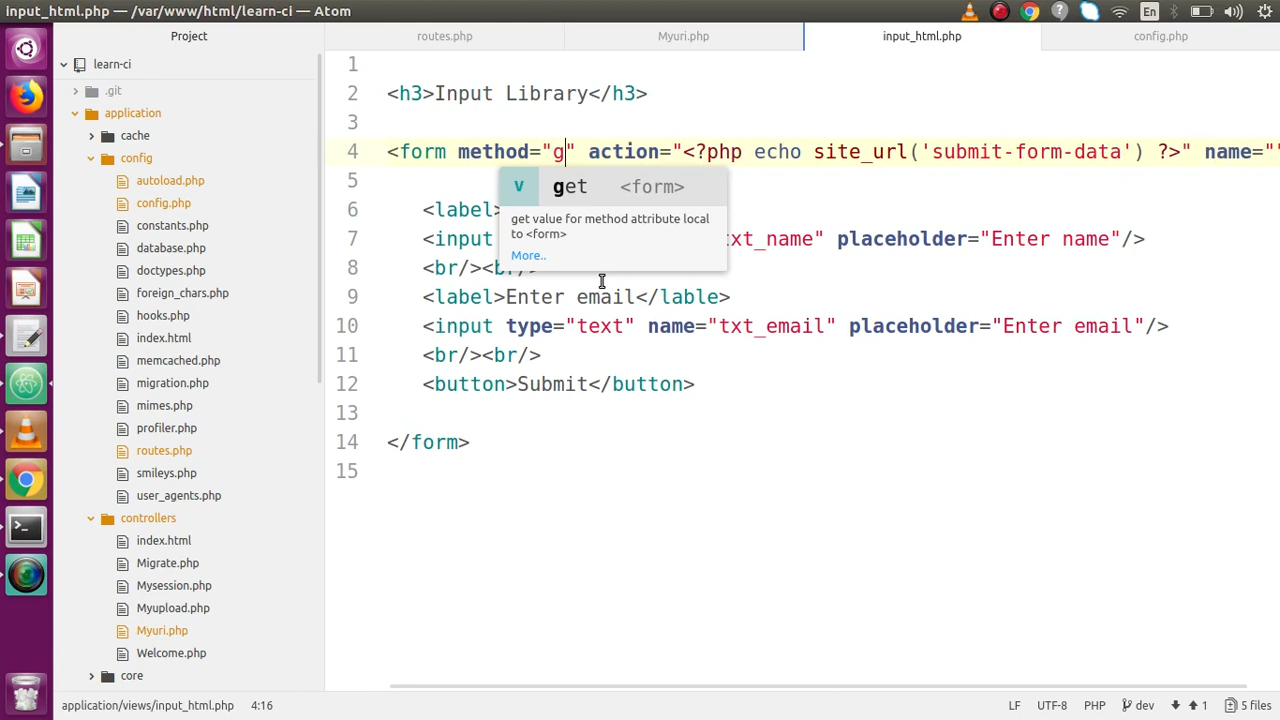 input_html.php — /var/www/html/learn-ci — Atom
En
Project
routes.php
Myuri.php
input_html.php
config.php
learn-ci
.git
application
cache
config
autoload.php
config.php
constants.php
database.php
doctypes.php
foreign_chars.php
hooks.php
index.html
memcached.php
migration.php
mimes.php
profiler.php
routes.php
smileys.php
user_agents.php
controllers
index.html
Migrate.php
Mysession.php
Myupload.php
Myuri.php
Welcome.php
core
1
2 <h3>Input Library</h3>
3
4 <form method="g" action="<?php echo site_url('submit-form-data') ?>" name=""
5
6 <label>
7 <input xt_name" placeholder="Enter name"/>
8 <br/><br/>
9 <label>Enter email</lable>
10 <input type="text" name="txt_email" placeholder="Enter email"/>
11 <br/><br/>
12 <button>Submit</button>
13
14 </form>
15
v get <form>
get value for method attribute local
to <form>
More..
application/views/input_html.php 4:16 LF UTF-8 PHP dev 1 5 files